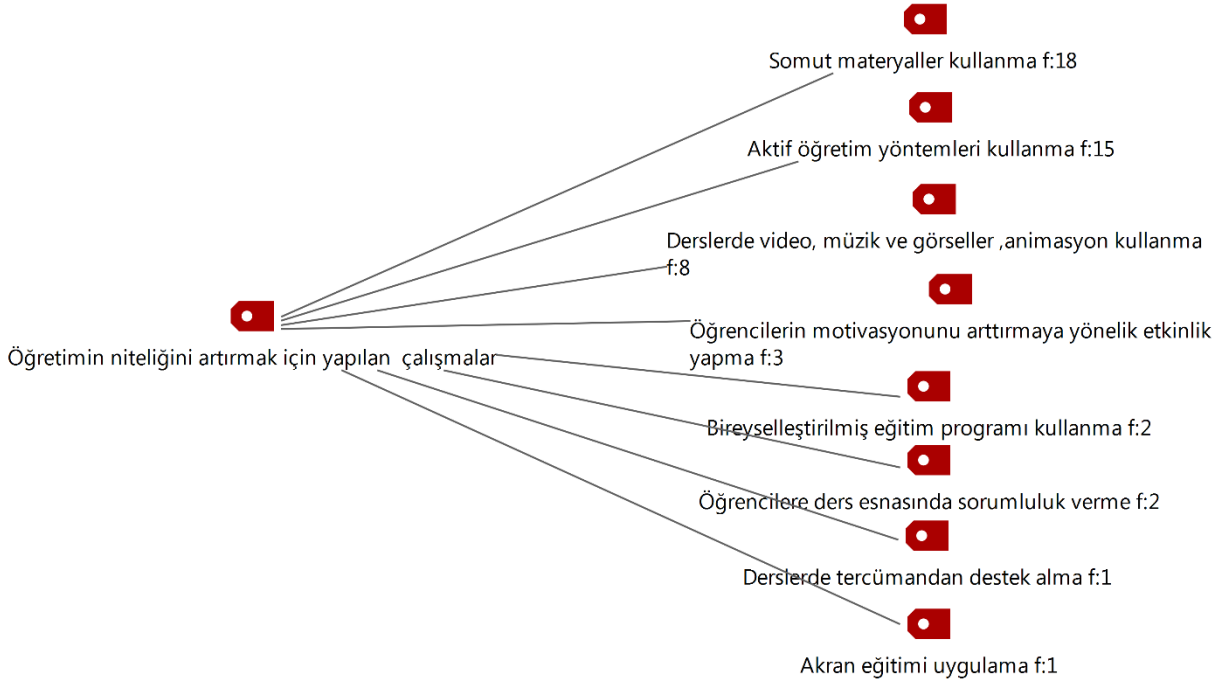 Somut materyaller kullanma f:18
Aktif öğretim yöntemleri kullanma f:15
Derslerde video, müzik ve görseller ,animasyon kullanma
f:8
Öğrencilerin motivasyonunu arttırmaya yönelik etkinlik
yapma f:3
Öğretimin niteliğini artırmak için yapılan çalışmalar
Bireyselleştirilmiş eğitim programı kullanma f:2
Öğrencilere ders esnasında sorumluluk verme f:2
Derslerde tercümandan destek alma f:1
Akran eğitimi uygulama f:1